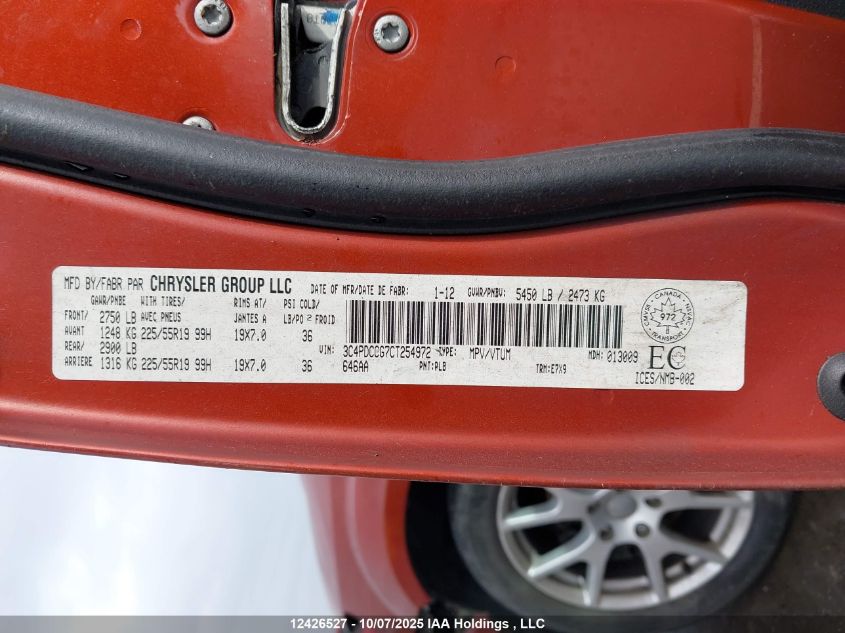 MFD BY/FABR PAR CHRYSLER GROUP LLC DATE OF MFR/DATE DE FABR: 1-12 GVWR/PNBV: 5450 LB / 2473 KG
GAWR/PNBE WITH TIRES/ RIMS AT/ PSI COLD/
FRONT/ 2750 LB AVEC PNEUS JANTES A LB/PO 2 FROID
AVANT 1248 KG 225/55R19 99H 19X7.0 36
REAR/ 2900 LB
ARRIERE 1316 KG 225/55R19 99H 19X7.0 36
VIN: 3C4PDCCG7CT254972 TYPE: MPV/VTUM MDH: 013009
646AA PNT:PLB TRM:E7X9
CANADA
972
TRANSPORT
EC
ICES/NMB-002
12426527 - 10/07/2025 IAA Holdings , LLC